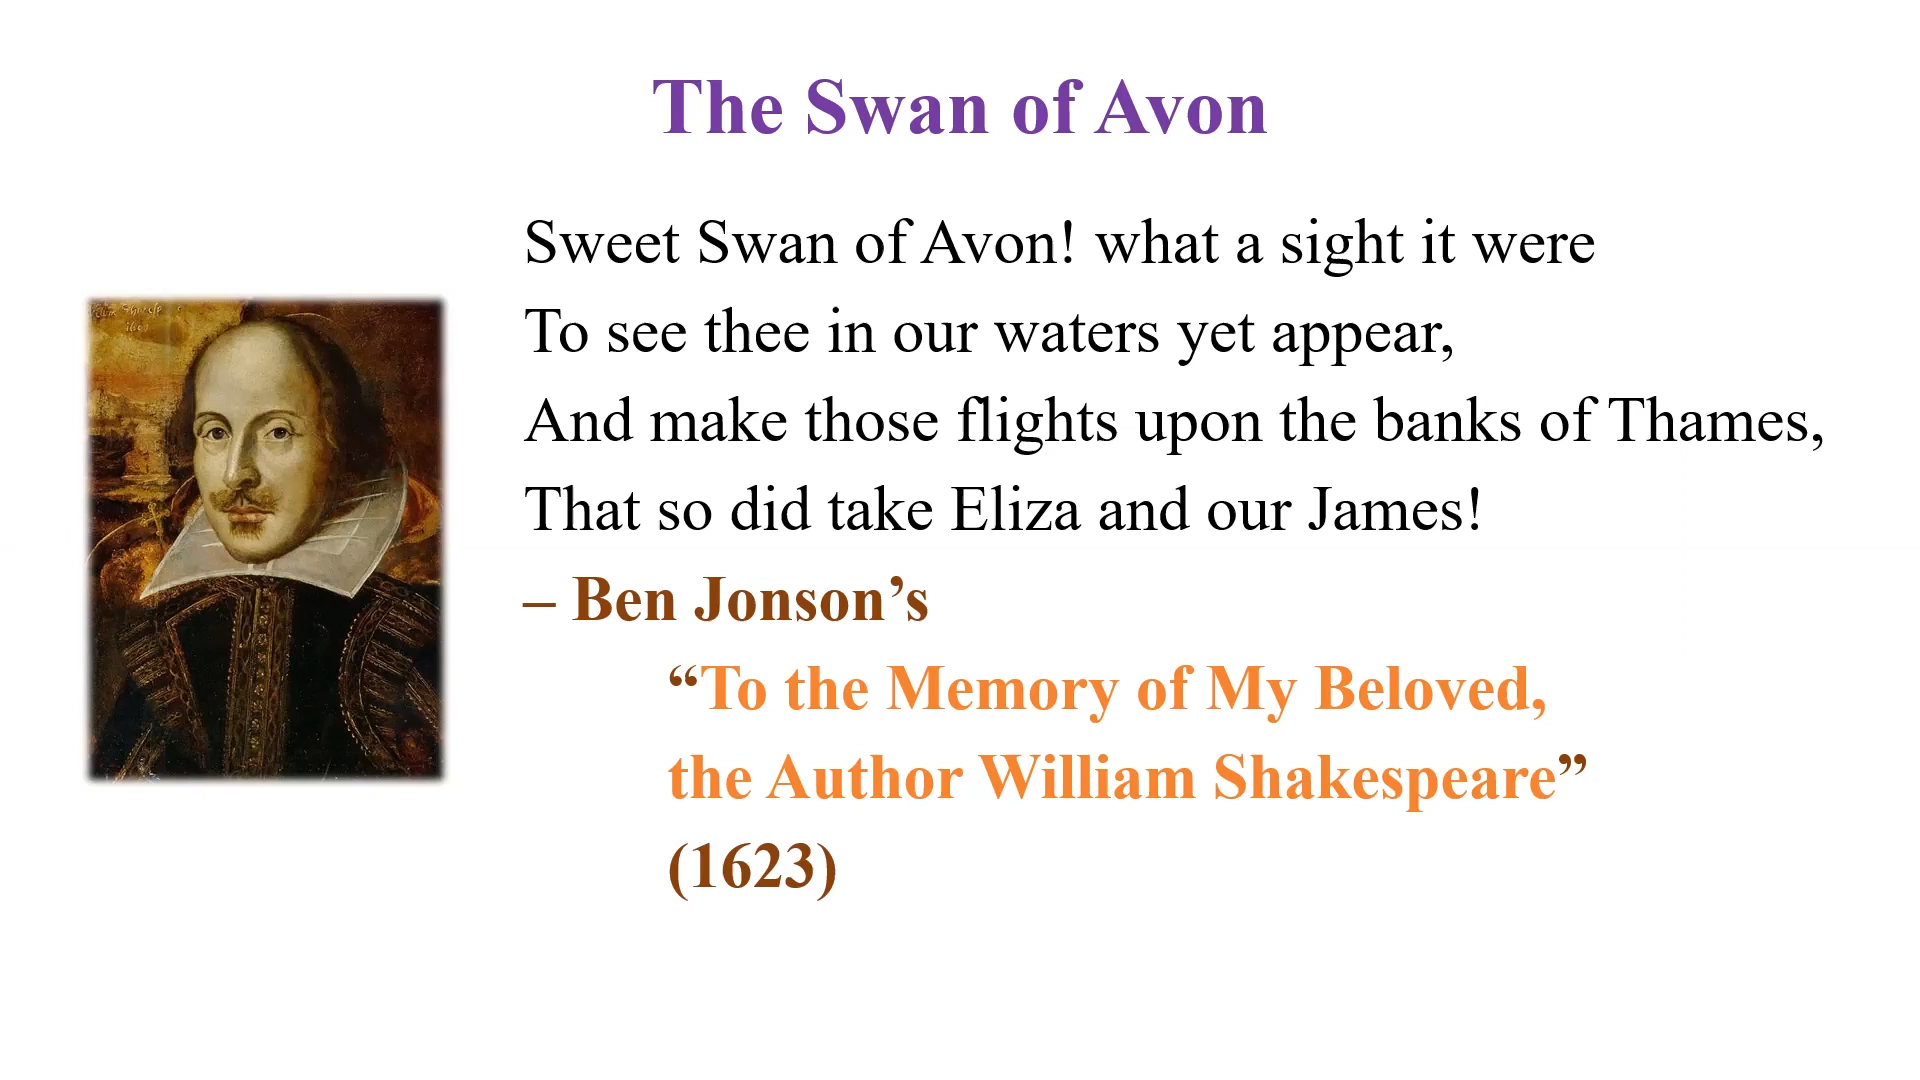 The Swan of Avon
Sweet Swan of Avon! what a sight it were
To see thee in our waters yet appear,
And make those flights upon the banks of Thames,
That so did take Eliza and our James!
– Ben Jonson’s
“To the Memory of My Beloved,
the Author William Shakespeare”
(1623)